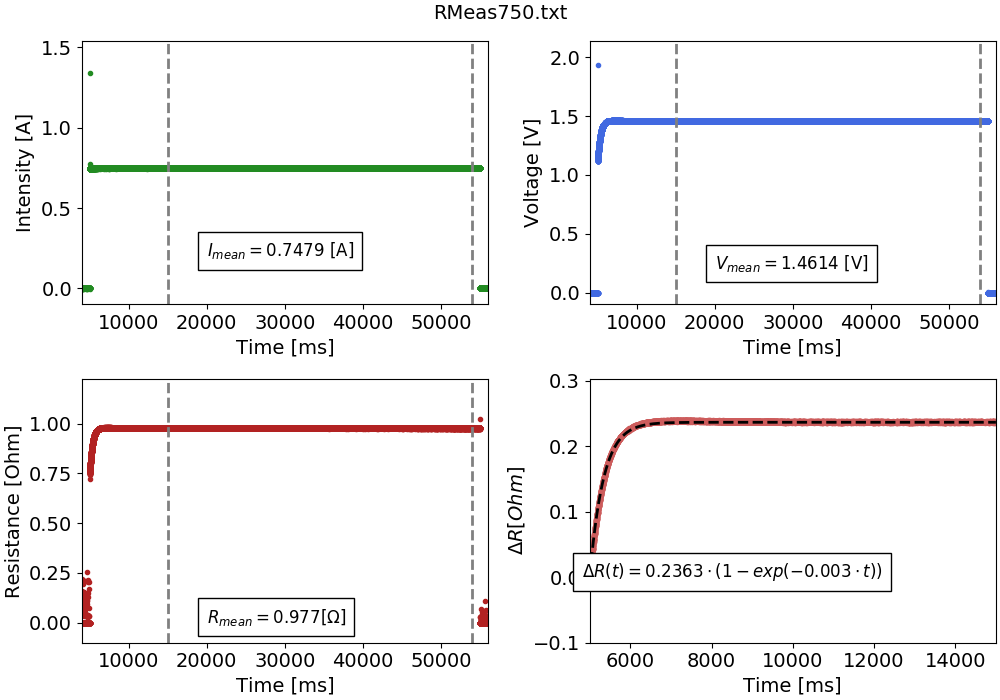 RMeas750.txt
1.5
1.0
0.5
0.0
Intensity [A]
I_mean = 0.7479 [A]
10000 20000 30000 40000 50000
Time [ms]
2.0
1.5
1.0
0.5
0.0
Voltage [V]
V_mean = 1.4614 [V]
10000 20000 30000 40000 50000
Time [ms]
1.00
0.75
0.50
0.25
0.00
Resistance [Ohm]
R_mean = 0.977[Ω]
10000 20000 30000 40000 50000
Time [ms]
0.3
0.2
0.1
0.0
−0.1
ΔR[Ohm]
ΔR(t) = 0.2363 · (1 − exp(−0.003 · t))
6000 8000 10000 12000 14000
Time [ms]